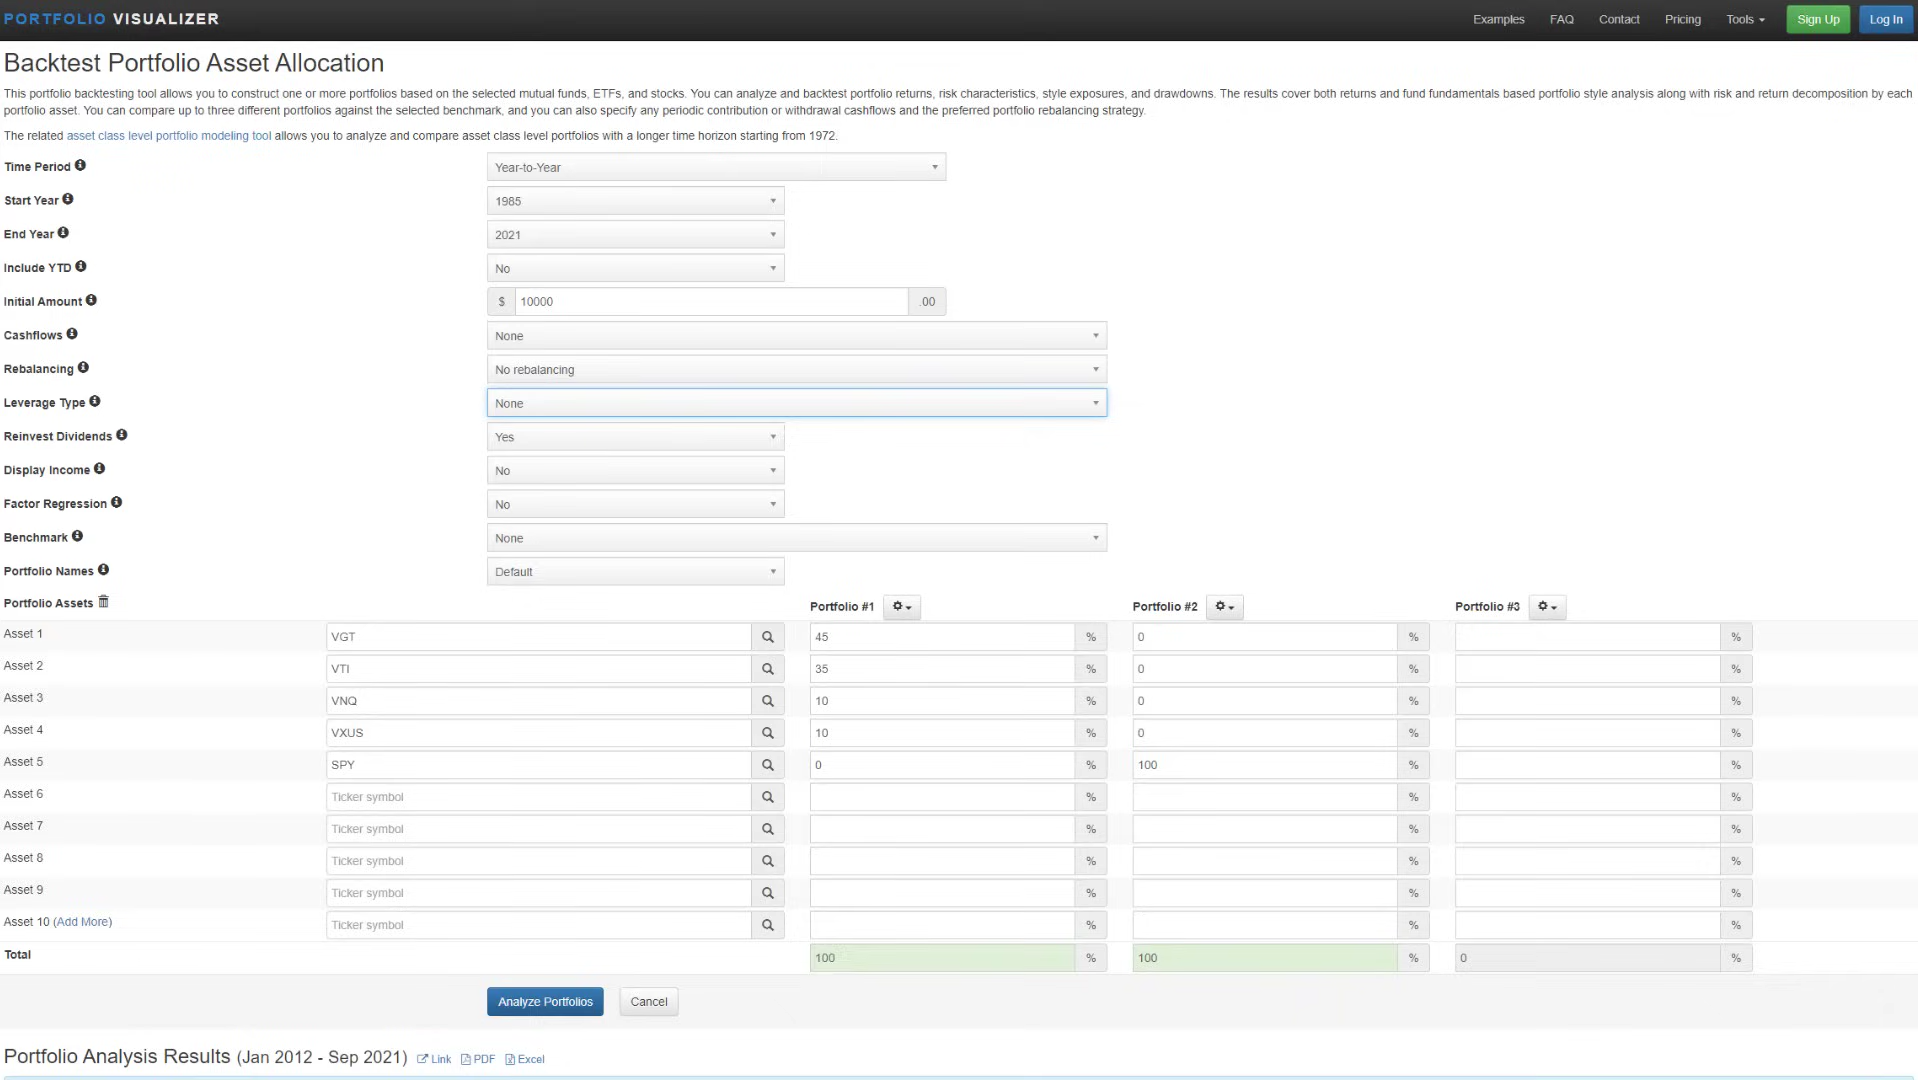 PORTFOLIO VISUALIZER
Examples FAQ Contact Pricing Tools Sign Up Log In
Backtest Portfolio Asset Allocation
This portfolio backtesting tool allows you to construct one or more portfolios based on the selected mutual funds, ETFs, and stocks. You can analyze and backtest portfolio returns, risk characteristics, style exposures, and drawdowns. The results cover both returns and fund fundamentals based portfolio style analysis along with risk and return decomposition by each
portfolio asset. You can compare up to three different portfolios against the selected benchmark, and you can also specify any periodic contribution or withdrawal cashflows and the preferred portfolio rebalancing strategy.
The related asset class level portfolio modeling tool allows you to analyze and compare asset class level portfolios with a longer time horizon starting from 1972.
Time Period Year-to-Year
Start Year 1985
End Year 2021
Include YTD No
Initial Amount $ 10000 .00
Cashflows None
Rebalancing No rebalancing
Leverage Type None
Reinvest Dividends Yes
Display Income No
Factor Regression No
Benchmark None
Portfolio Names Default
Portfolio Assets Portfolio #1 Portfolio #2 Portfolio #3
Asset 1 VGT 45 % 0 % %
Asset 2 VTI 35 % 0 % %
Asset 3 VNQ 10 % 0 % %
Asset 4 VXUS 10 % 0 % %
Asset 5 SPY 0 % 100 % %
Asset 6 Ticker symbol % % %
Asset 7 Ticker symbol % % %
Asset 8 Ticker symbol % % %
Asset 9 Ticker symbol % % %
Asset 10 (Add More) Ticker symbol % % %
Total 100 % 100 % 0 %
Analyze Portfolios Cancel
Portfolio Analysis Results (Jan 2012 - Sep 2021) Link PDF Excel